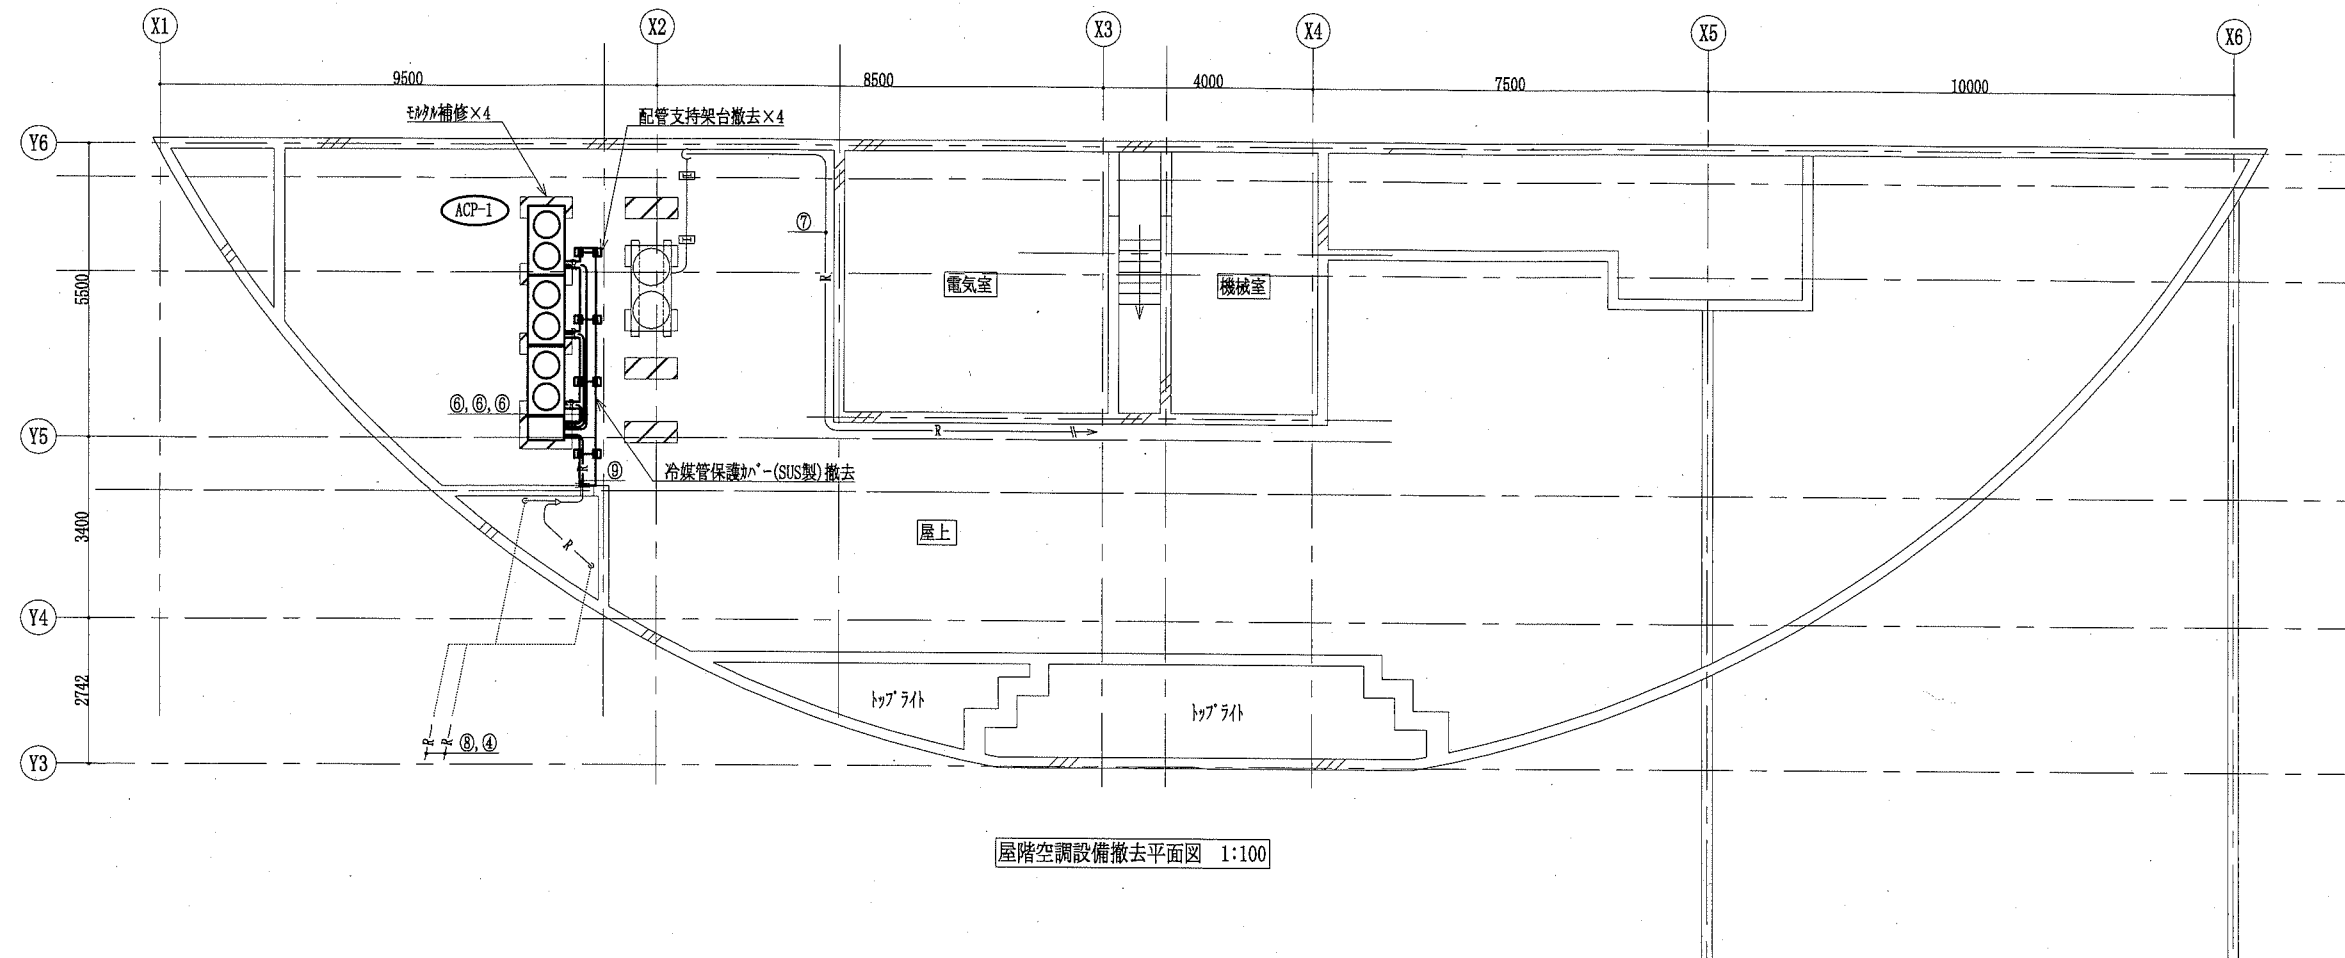 X1 X2 X3 X4 X5 X6
9500 8500 4000 7500 10000
モルタル補修×4
配管支持架台撤去×4
Y6
ACP-1
⑦
R
電気室
機械室
5500
⑥,⑥,⑥
Y5
R
R
⑨
冷媒管保護カバー(SUS製)撤去
3400
屋上
R
Y4
2742
トップライト
トップライト
R R ⑧,④
Y3
屋階空調設備撤去平面図 1:100